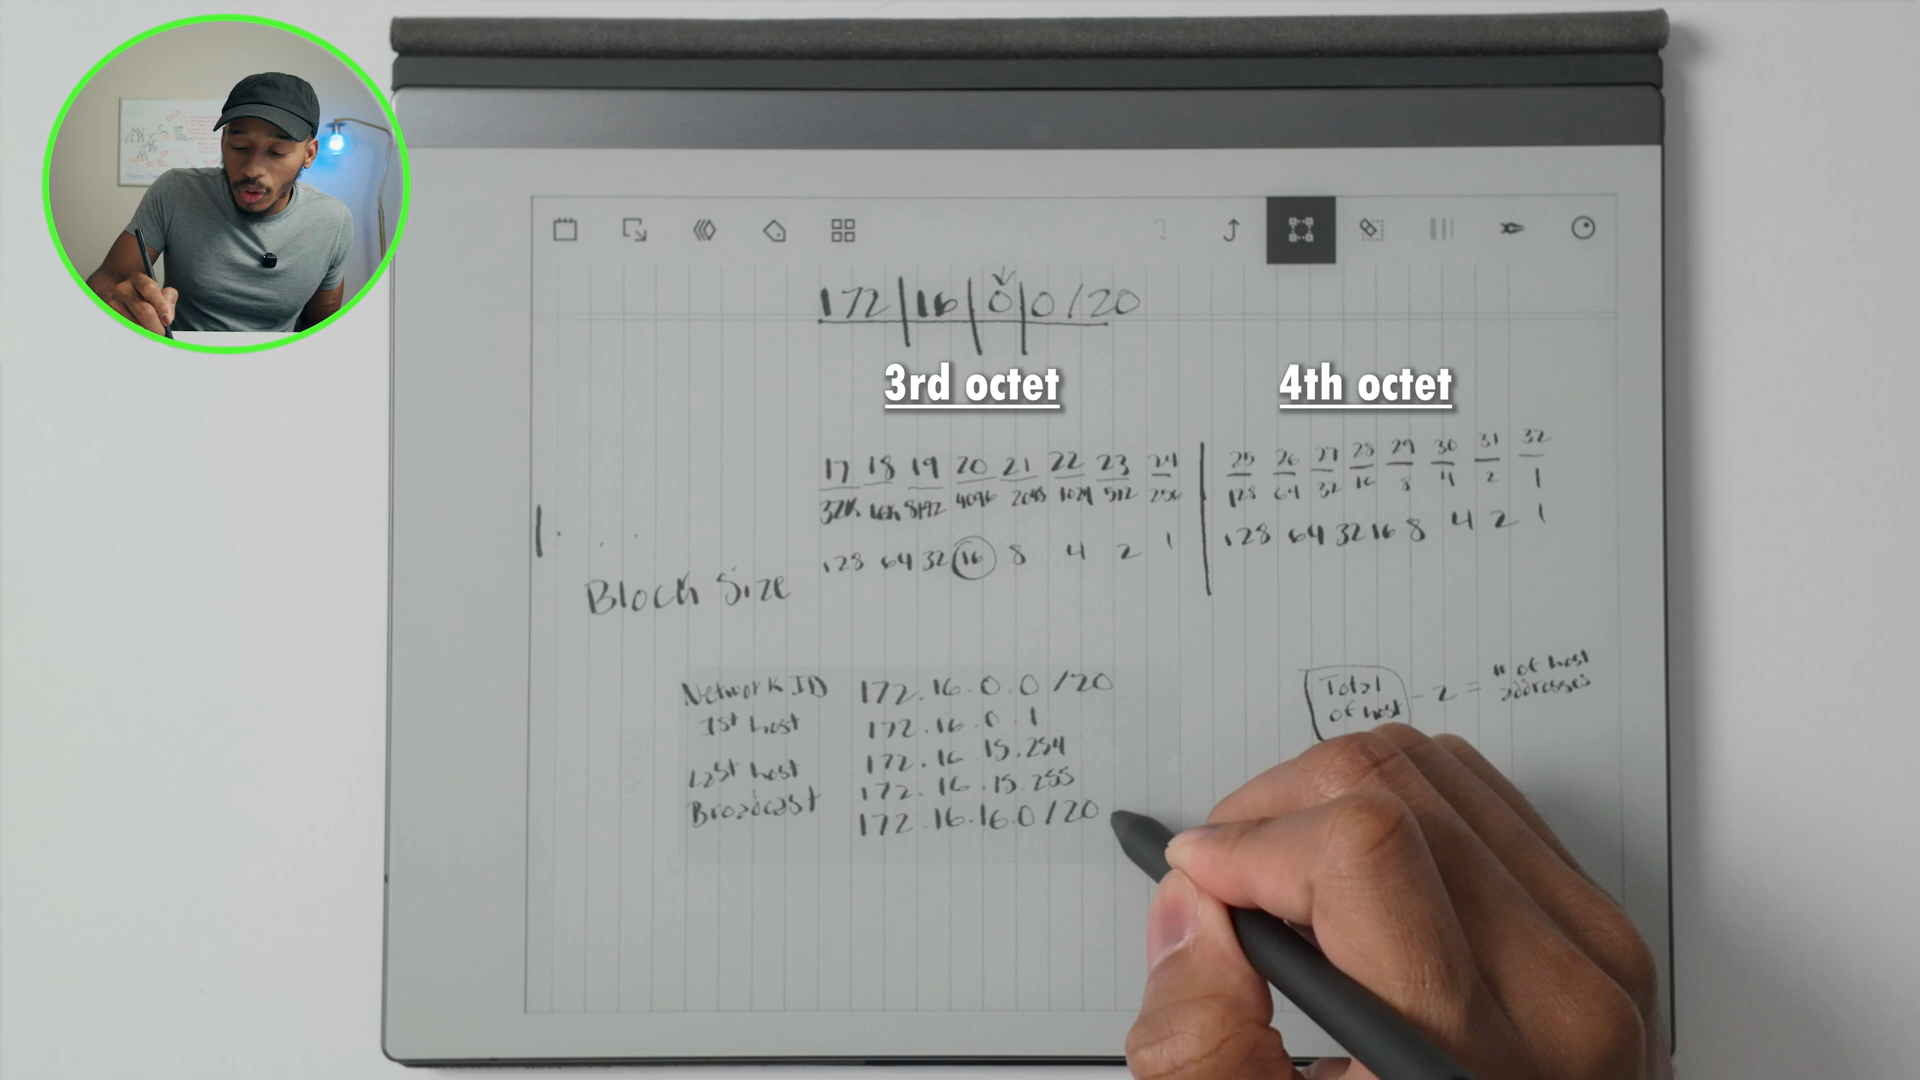 172|16|0|0/20
3rd octet
4th octet
17 18 19 20 21 22 23 24
25 26 27 28 29 30 31 32
32K 16K 8192 4096 2048 1024 512 256
128 64 32 16 8 4 2 1
1.
128 64 32 16 8 4 2 1
128 64 32 16 8 4 2 1
Block Size
Network ID 172.16.0.0/20
1st host 172.16.0.1
Last host 172.16.15.254
Broadcast 172.16.15.255
172.16.16.0/20
Total of host - 2 = # of host addresses